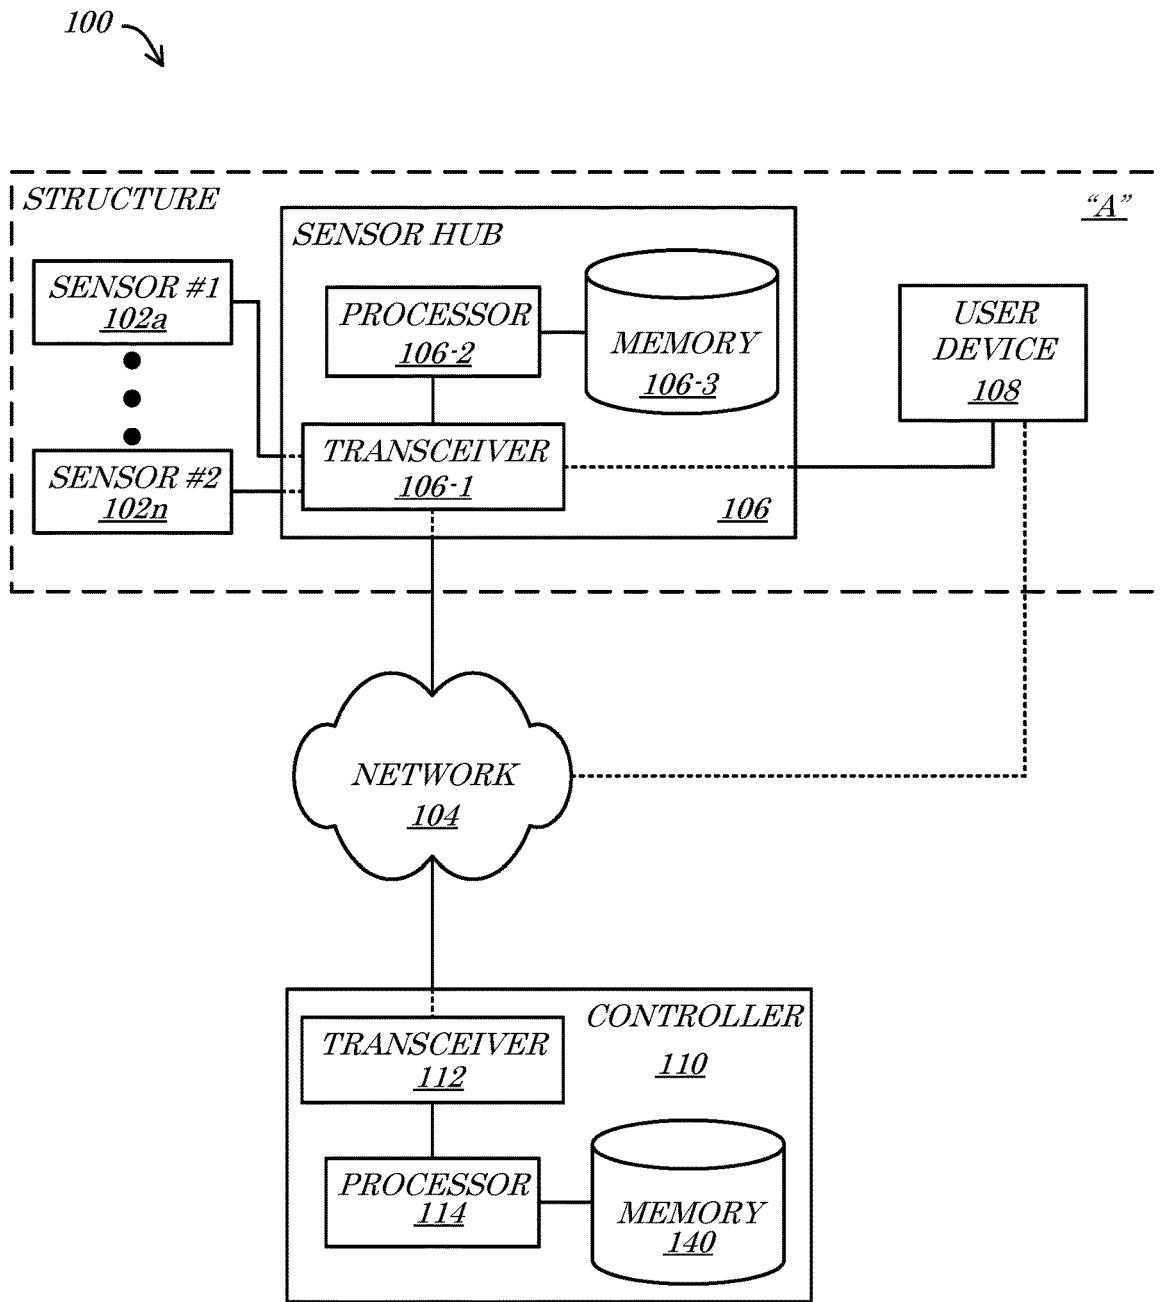 100
STRUCTURE
"A"
SENSOR HUB
SENSOR #1
102a
PROCESSOR
106-2
MEMORY
106-3
USER
DEVICE
108
SENSOR #2
102n
TRANSCEIVER
106-1
106
NETWORK
104
CONTROLLER
110
TRANSCEIVER
112
PROCESSOR
114
MEMORY
140